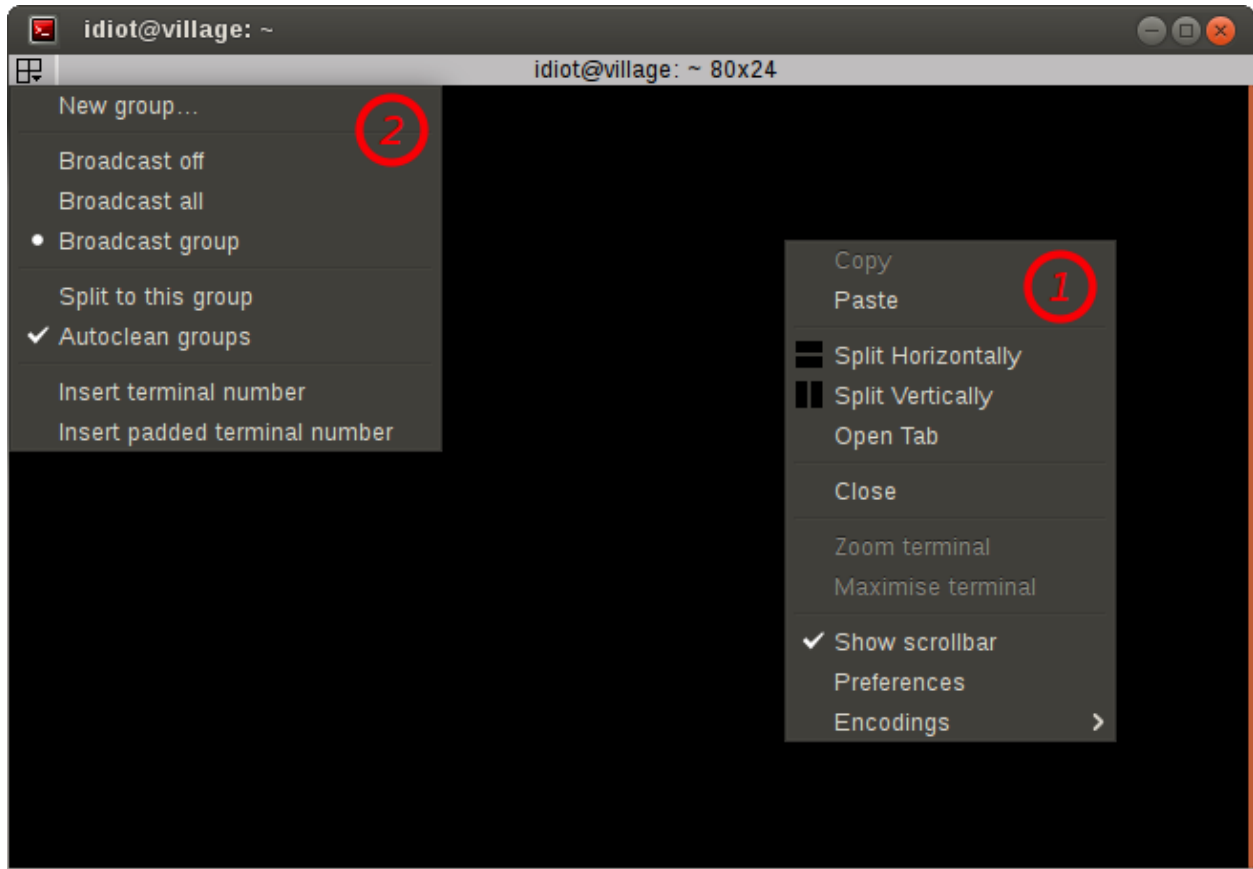 idiot@village: ~
idiot@village: ~ 80x24
New group...
2
Broadcast off
Broadcast all
Broadcast group
Split to this group
Autoclean groups
Insert terminal number
Insert padded terminal number
Copy
1
Paste
Split Horizontally
Split Vertically
Open Tab
Close
Zoom terminal
Maximise terminal
Show scrollbar
Preferences
Encodings